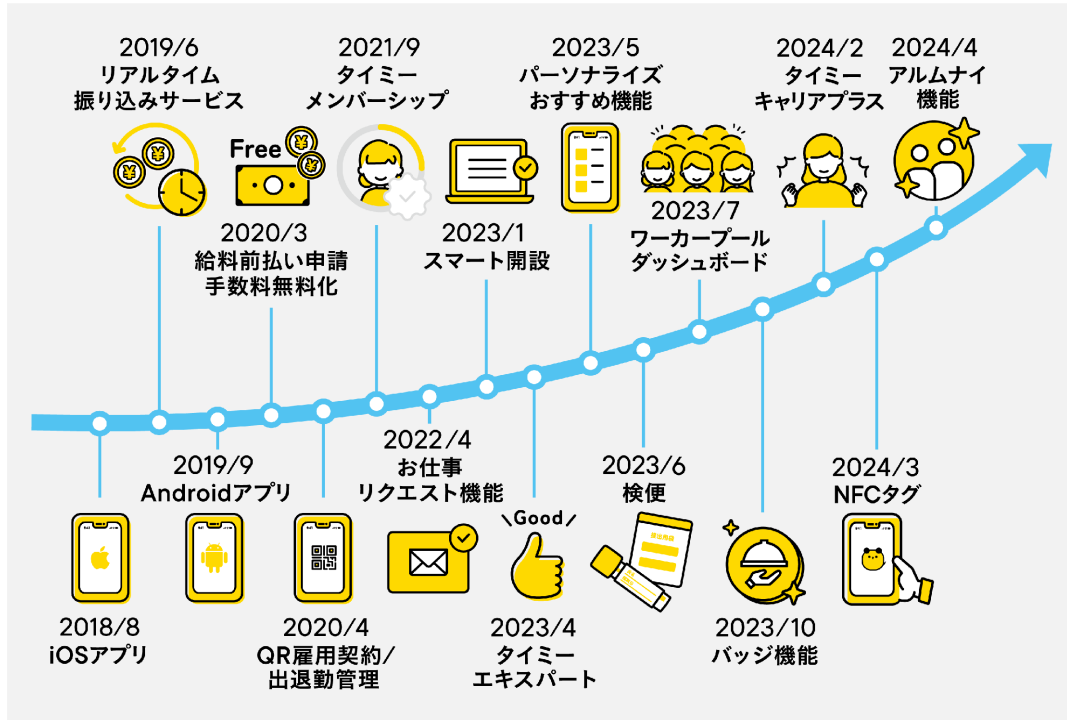 2019/6
リアルタイム
振り込みサービス
2021/9
タイミー
メンバーシップ
2023/5
パーソナライズ
おすすめ機能
2024/2
タイミー
キャリアプラス
2024/4
アルムナイ
機能
Free
2020/3
給料前払い申請
手数料無料化
2023/1
スマート開設
2023/7
ワーカープール
ダッシュボード
2019/9
Androidアプリ
2022/4
お仕事
リクエスト機能
2023/6
検便
2024/3
NFCタグ
\Good/
2018/8
iOSアプリ
2020/4
QR雇用契約/
出退勤管理
2023/4
タイミー
エキスパート
2023/10
バッジ機能